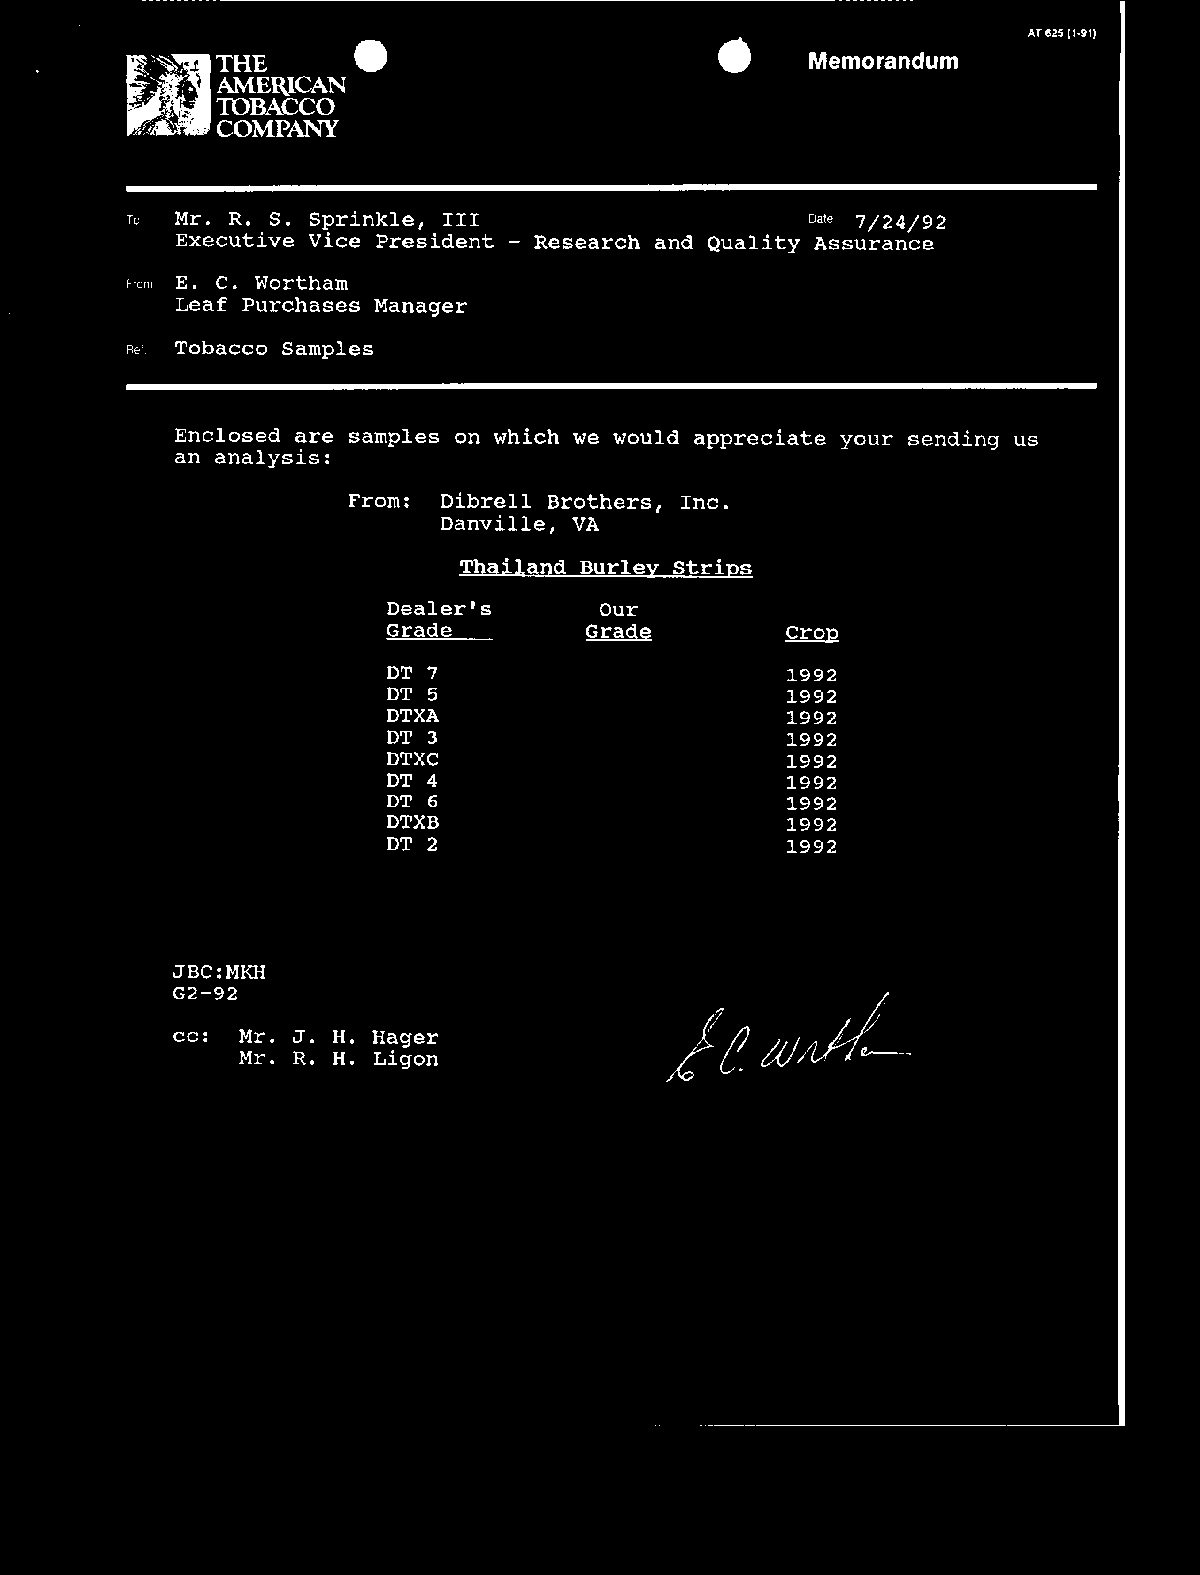 AT 625 (1-91)
THE
AMERICAN
TOBACCO
COMPANY
Memorandum
To Mr. R. S. Sprinkle, III Date 7/24/92
Executive Vice President - Research and Quality Assurance
From E. C. Wortham
Leaf Purchases Manager
Re: Tobacco Samples
Enclosed are samples on which we would appreciate your sending us
an analysis:
From: Dibrell Brothers, Inc.
Danville, VA
Thailand Burley Strips
Dealer's Our
Grade Grade Crop
DT 7 1992
DT 5 1992
DTXA 1992
DT 3 1992
DTXC 1992
DT 4 1992
DT 6 1992
DTXB 1992
DT 2 1992
JBC:MKH
G2-92
cc: Mr. J. H. Hager
Mr. R. H. Ligon
E C. Wortham